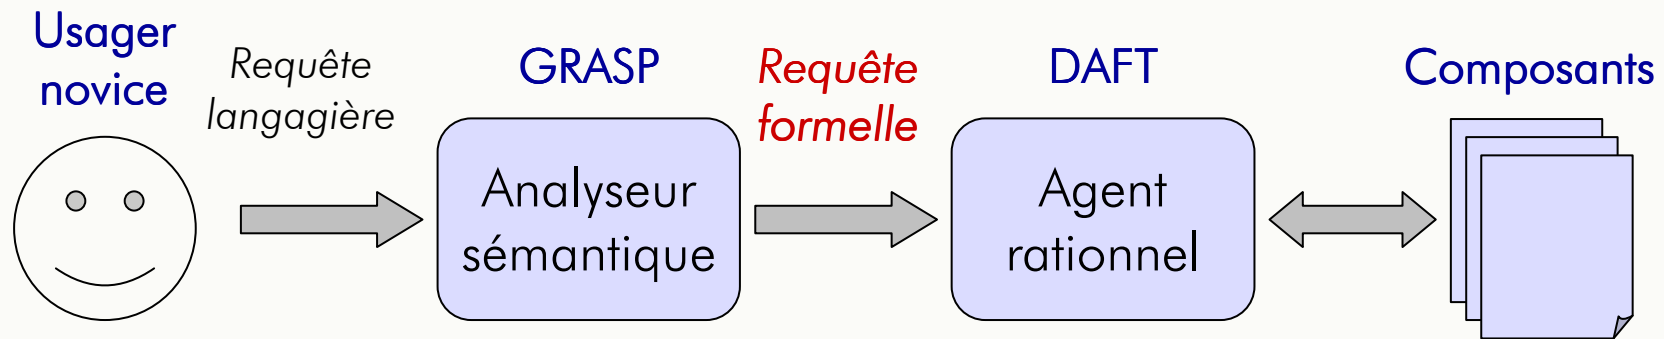 Usager
novice
Requête
langagière
GRASP
Requête
formelle
DAFT
Composants
Analyseur
sémantique
Agent
rationnel